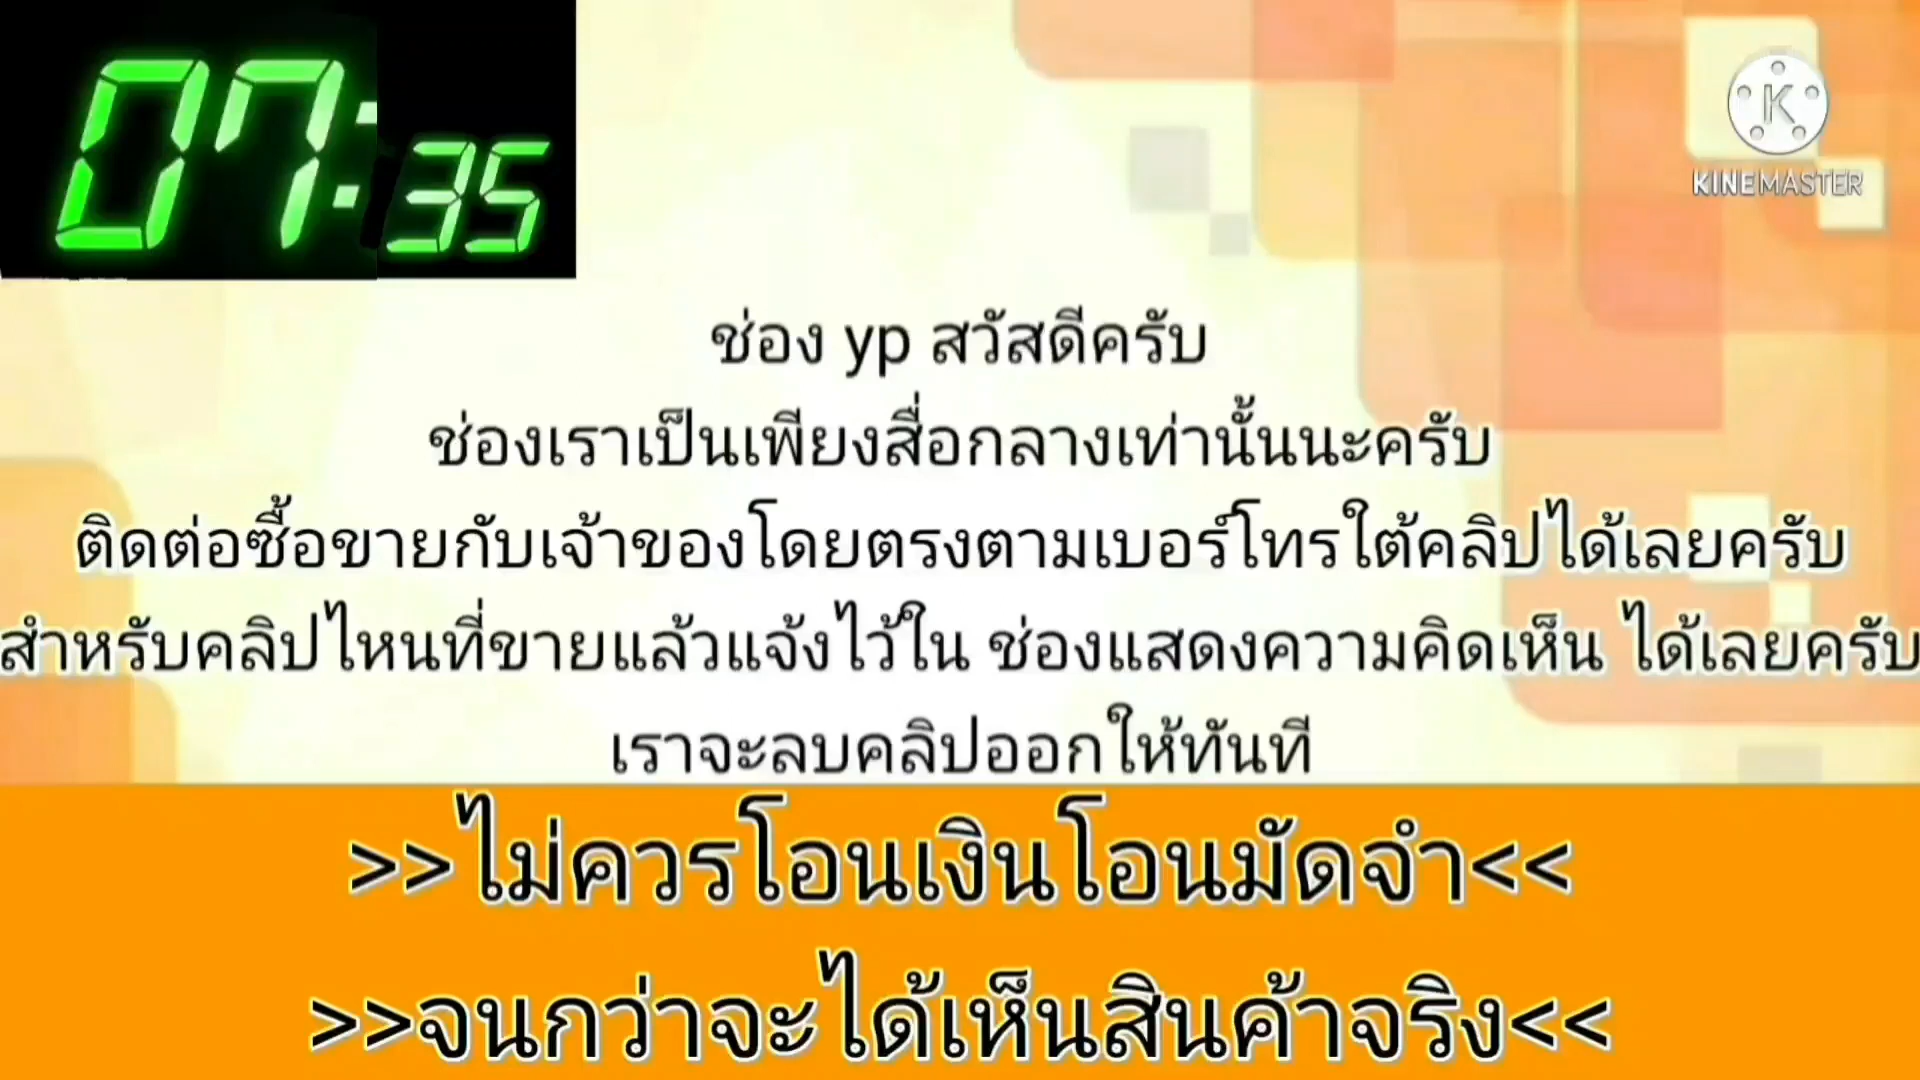 07:35
KINEMASTER
ช่อง yp สวัสดีครับ
ช่องเราเป็นเพียงสื่อกลางเท่านั้นนะครับ
ติดต่อซื้อขายกับเจ้าของโดยตรงตามเบอร์โทรใต้คลิปได้เลยครับ
สำหรับคลิปไหนที่ขายแล้วแจ้งไว้ใน ช่องแสดงความคิดเห็น ได้เลยครับ
เราจะลบคลิปออกให้ทันที
>>ไม่ควรโอนเงินโอนมัดจำ<<
>>จนกว่าจะได้เห็นสินค้าจริง<<